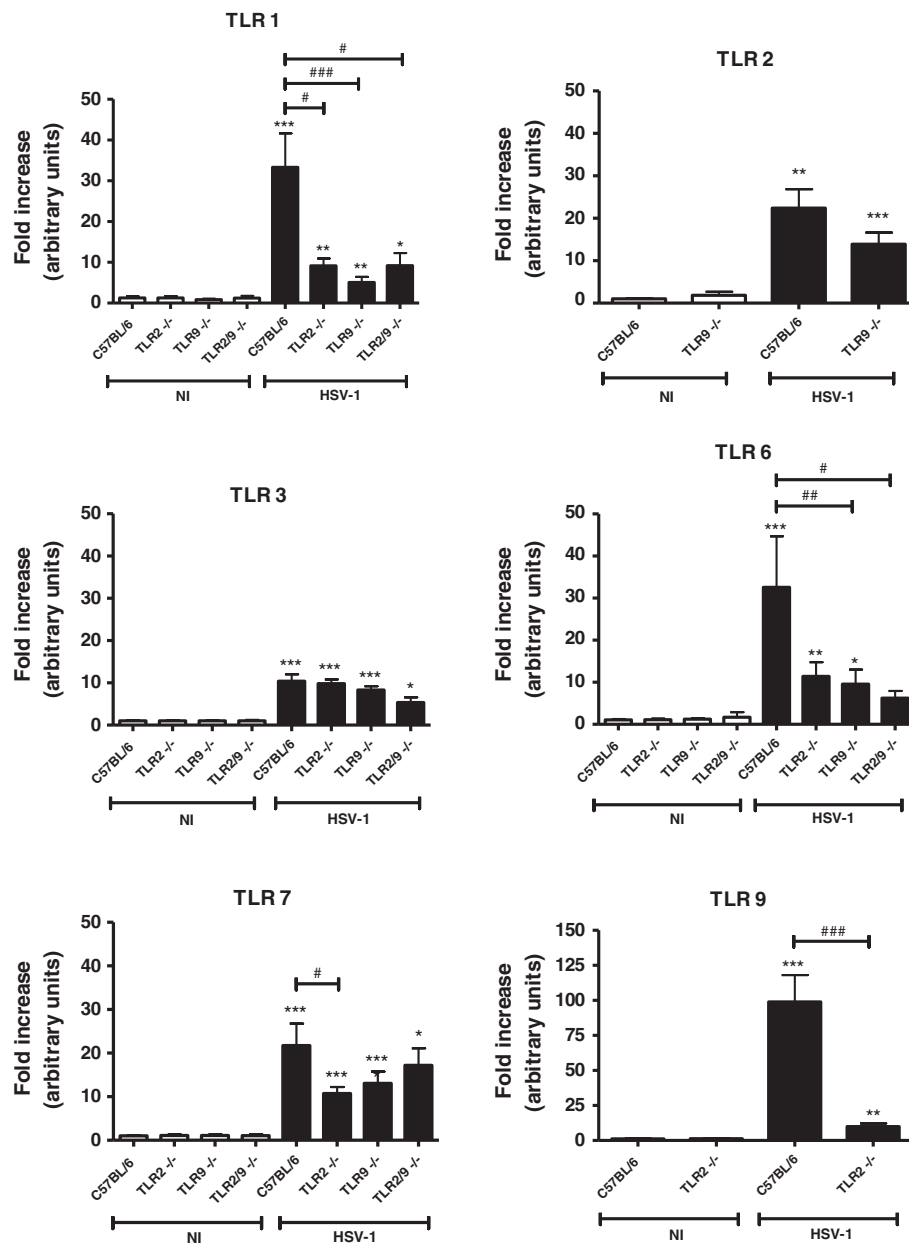 TLR 1
#
###
#
Fold increase
(arbitrary units)
50
40
30
20
10
0
***
**
**
*
C57BL/6
TLR2 -/-
TLR9 -/-
TLR2/9 -/-
C57BL/6
TLR2 -/-
TLR9 -/-
TLR2/9 -/-
NI
HSV-1
TLR 2
Fold increase
(arbitrary units)
50
40
30
20
10
0
**
***
C57BL/6
TLR9 -/-
C57BL/6
TLR9 -/-
NI
HSV-1
TLR 3
Fold increase
(arbitrary units)
50
40
30
20
10
0
***
***
***
*
C57BL/6
TLR2 -/-
TLR9 -/-
TLR2/9 -/-
C57BL/6
TLR2 -/-
TLR9 -/-
TLR2/9 -/-
NI
HSV-1
TLR 6
#
##
Fold increase
(arbitrary units)
50
40
30
20
10
0
***
**
*
C57BL/6
TLR2 -/-
TLR9 -/-
TLR2/9 -/-
C57BL/6
TLR2 -/-
TLR9 -/-
TLR2/9 -/-
NI
HSV-1
TLR 7
#
Fold increase
(arbitrary units)
50
40
30
20
10
0
***
***
***
*
C57BL/6
TLR2 -/-
TLR9 -/-
TLR2/9 -/-
C57BL/6
TLR2 -/-
TLR9 -/-
TLR2/9 -/-
NI
HSV-1
TLR 9
###
Fold increase
(arbitrary units)
150
125
100
75
50
25
0
***
**
C57BL/6
TLR2 -/-
C57BL/6
TLR2 -/-
NI
HSV-1